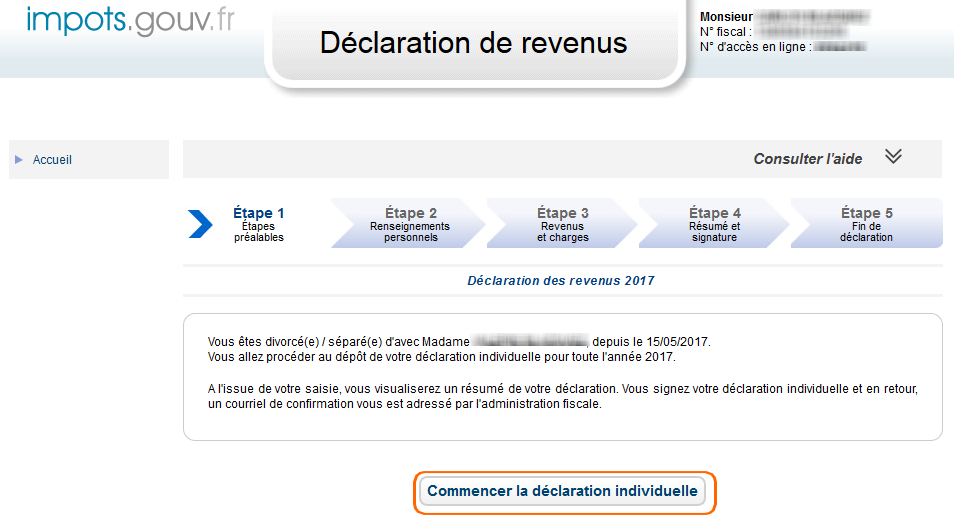 impots.gouv.fr
Déclaration de revenus
Monsieur
N° fiscal :
N° d'accès en ligne :
Accueil
Consulter l'aide
Étape 1
Étapes
préalables
Étape 2
Renseignements
personnels
Étape 3
Revenus
et charges
Étape 4
Résumé et
signature
Étape 5
Fin de
déclaration
Déclaration des revenus 2017
Vous êtes divorcé(e) / séparé(e) d'avec Madame , depuis le 15/05/2017.
Vous allez procéder au dépôt de votre déclaration individuelle pour toute l'année 2017.
A l'issue de votre saisie, vous visualiserez un résumé de votre déclaration. Vous signez votre déclaration individuelle et en retour,
un courriel de confirmation vous est adressé par l'administration fiscale.
Commencer la déclaration individuelle